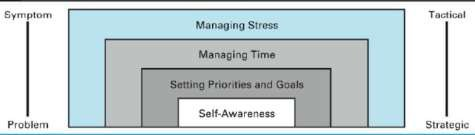 Symptom
Tactical
Managing Stress
Managing Time
Setting Priorities and Goals
Self-Awareness
Problem
Strategic